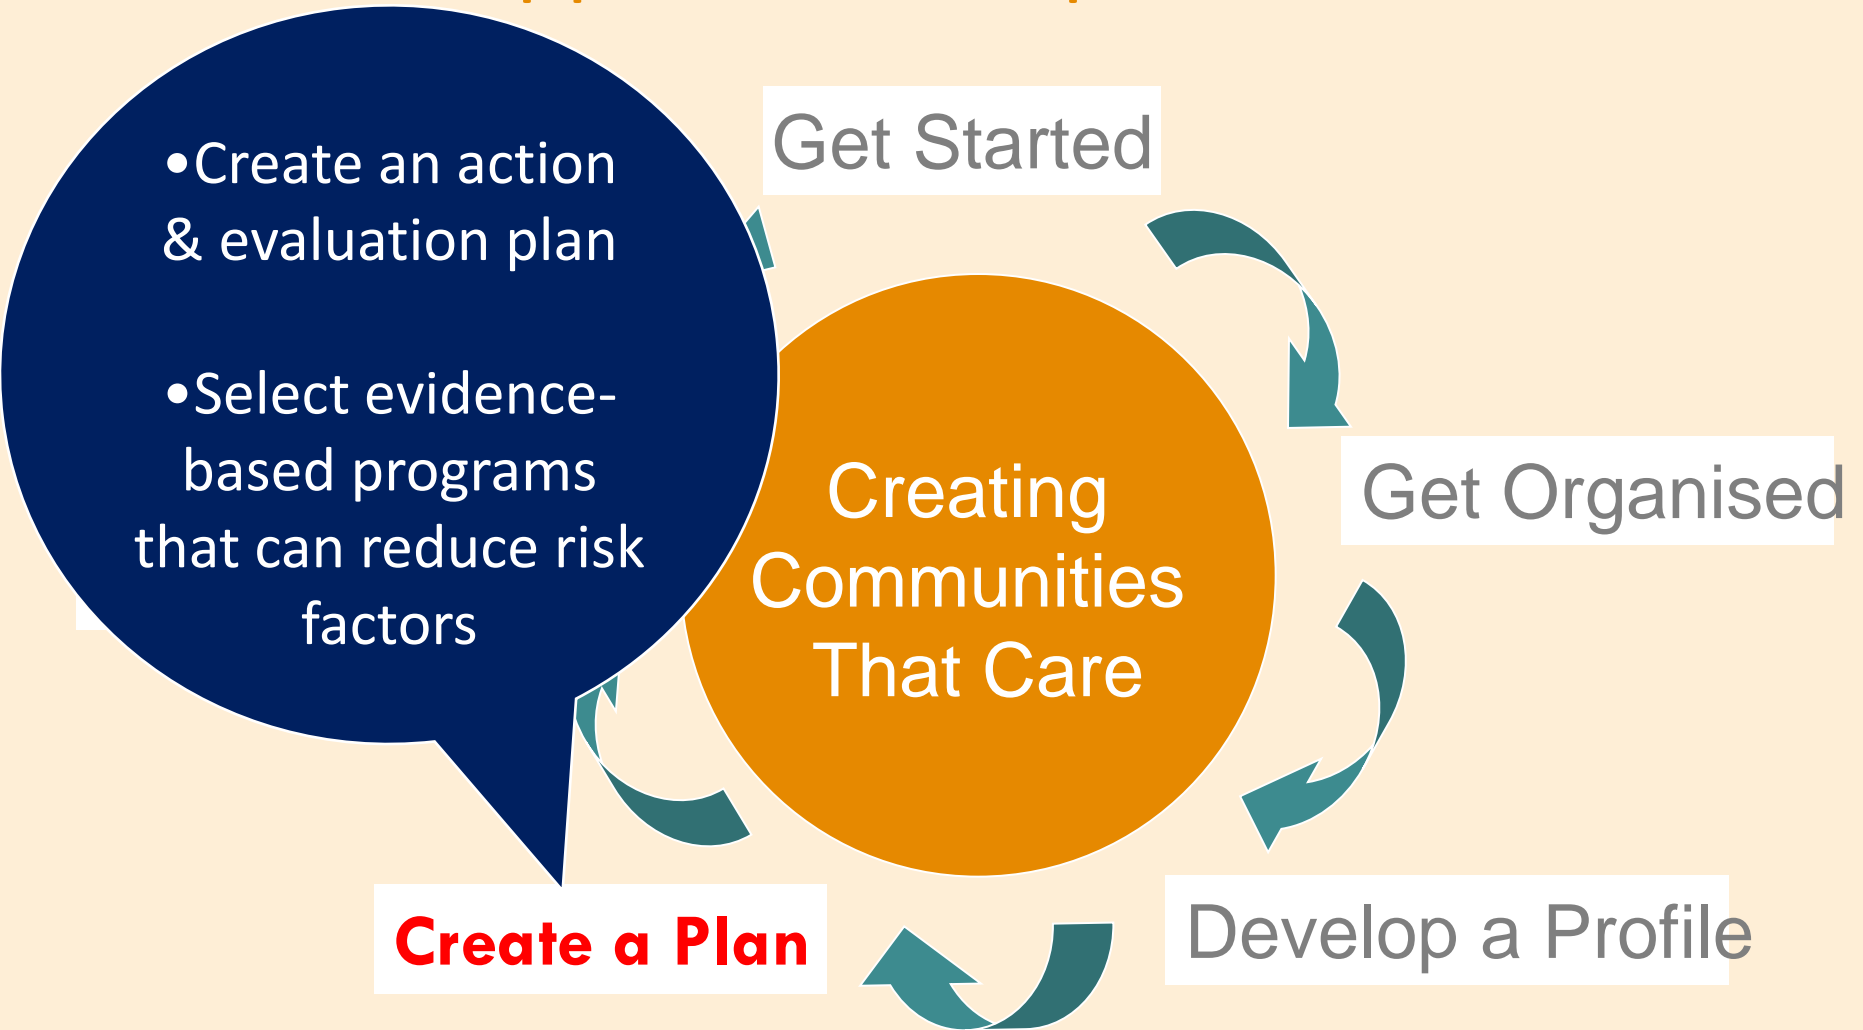 •Create an action
& evaluation plan
•Select evidence-
based programs
that can reduce risk
factors
Get Started
Get Organised
Creating
Communities
That Care
Develop a Profile
Create a Plan